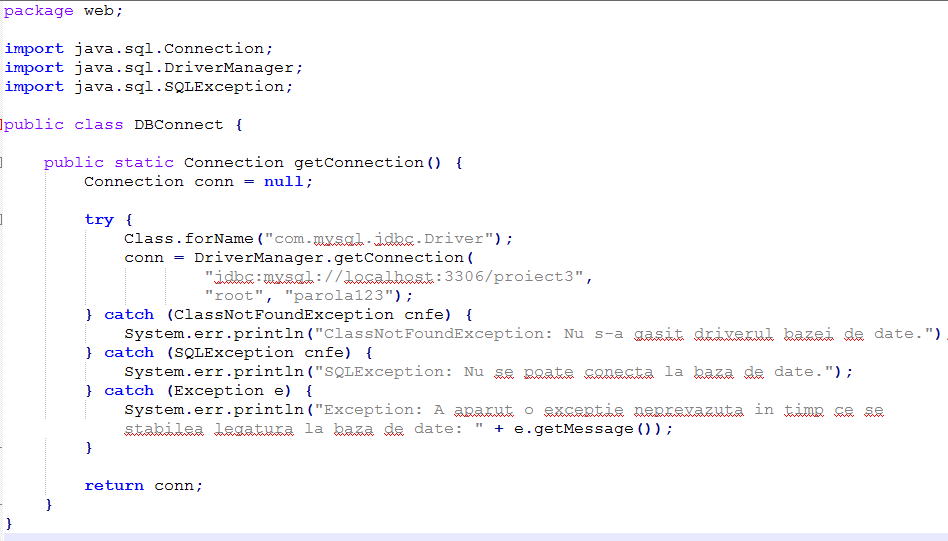 package web;
import java.sql.Connection;
import java.sql.DriverManager;
import java.sql.SQLException;
public class DBConnect {
    public static Connection getConnection() {
        Connection conn = null;
        try {
            Class.forName("com.mysql.jdbc.Driver");
            conn = DriverManager.getConnection(
                    "jdbc:mysql://localhost:3306/proiect3",
                    "root", "parola123");
        } catch (ClassNotFoundException cnfe) {
            System.err.println("ClassNotFoundException: Nu s-a gasit driverul bazei de date.")
        } catch (SQLException cnfe) {
            System.err.println("SQLException: Nu se poate conecta la baza de date.");
        } catch (Exception e) {
            System.err.println("Exception: A aparut o exceptie neprevazuta in timp ce se
            stabilea legatura la baza de date: " + e.getMessage());
        }
        return conn;
    }
}